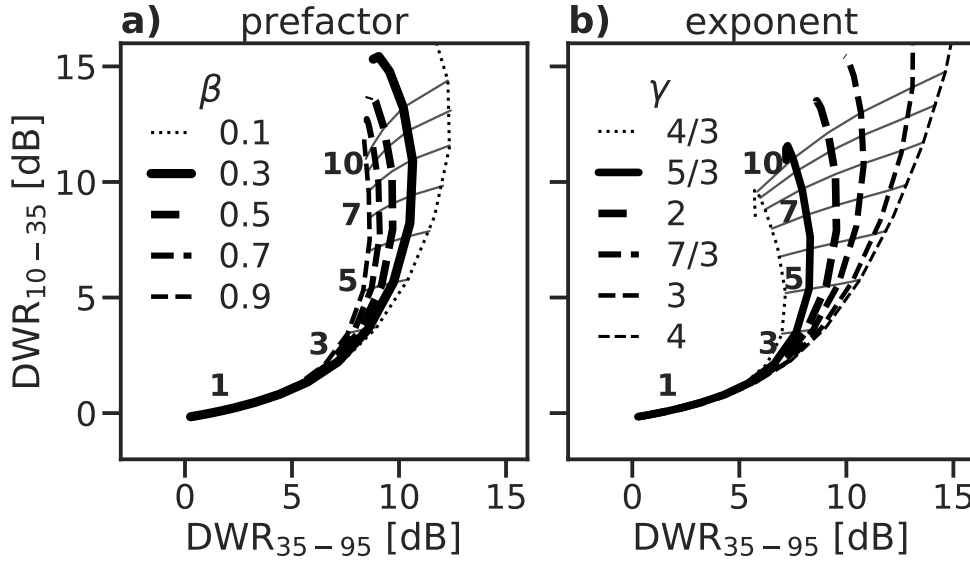 a) prefactor
b) exponent
DWR10−35 [dB]
15
10
5
0
β
0.1
0.3
0.5
0.7
0.9
10
7
5
3
1
0 5 10 15
DWR35−95 [dB]
γ
4/3
5/3
2
7/3
3
4
10
7
5
3
1
0 5 10 15
DWR35−95 [dB]